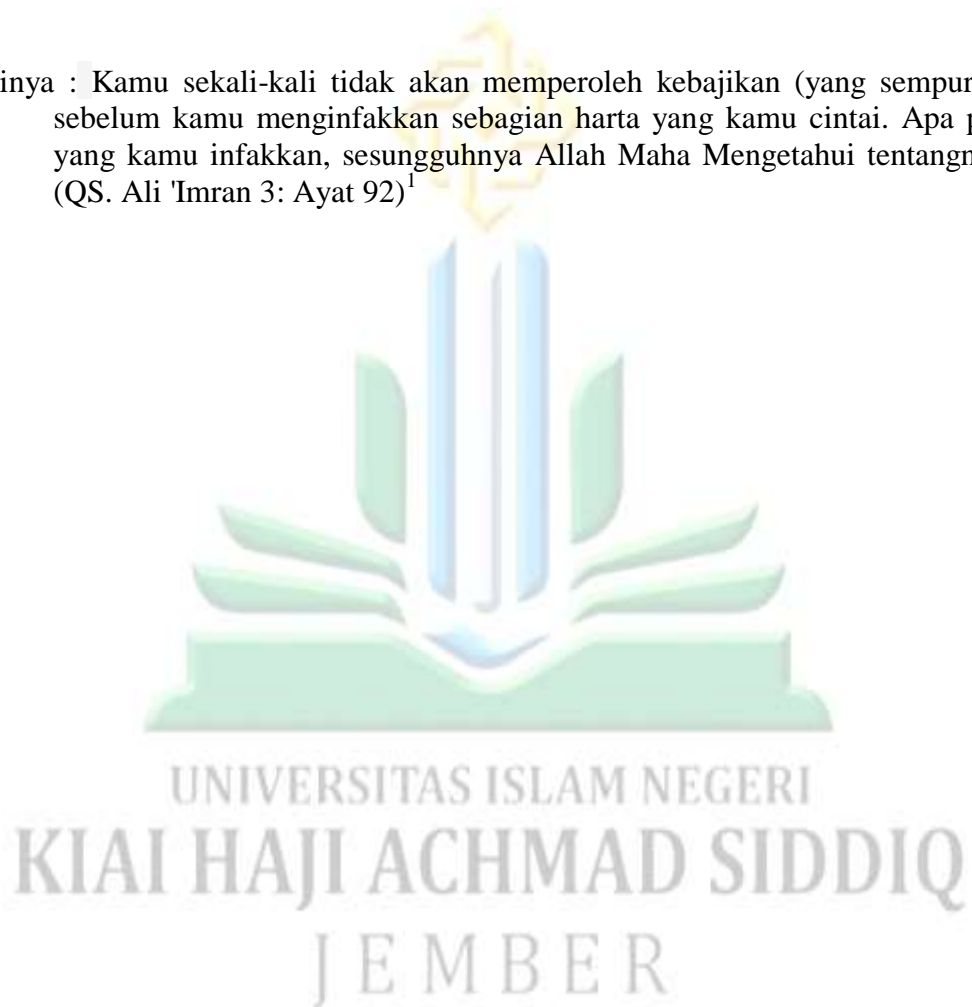 inya : Kamu sekali-kali tidak akan memperoleh kebajikan (yang sempur
sebelum kamu menginfakkan sebagian harta yang kamu cintai. Apa p
yang kamu infakkan, sesungguhnya Allah Maha Mengetahui tentangn
(QS. Ali 'Imran 3: Ayat 92)¹
UNIVERSITAS ISLAM NEGERI
KIAI HAJI ACHMAD SIDDIQ
JEMBER